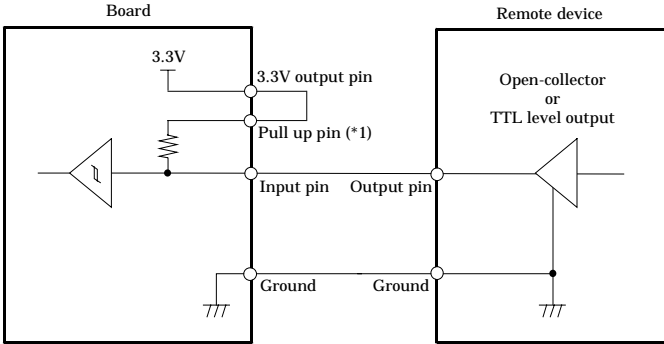 Board
Remote device
3.3V
3.3V output pin
Open-collector
or
TTL level output
Pull up pin (*1)
Input pin
Output pin
Ground
Ground